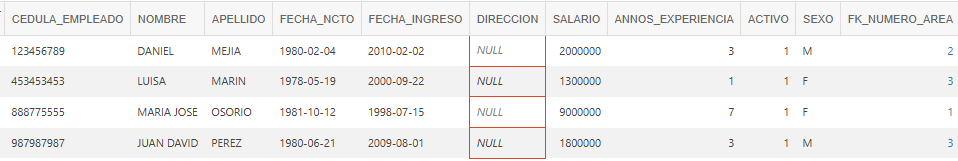 CEDULA_EMPLEADO NOMBRE APELLIDO FECHA_NCTO FECHA_INGRESO DIRECCION SALARIO ANNOS_EXPERIENCIA ACTIVO SEXO FK_NUMERO_AREA
123456789 DANIEL MEJIA 1980-02-04 2010-02-02 NULL 2000000 3 1 M 2
453453453 LUISA MARIN 1978-05-19 2000-09-22 NULL 1300000 1 1 F 3
888775555 MARIA JOSE OSORIO 1981-10-12 1998-07-15 NULL 9000000 7 1 F 1
987987987 JUAN DAVID PEREZ 1980-06-21 2009-08-01 NULL 1800000 3 1 M 3